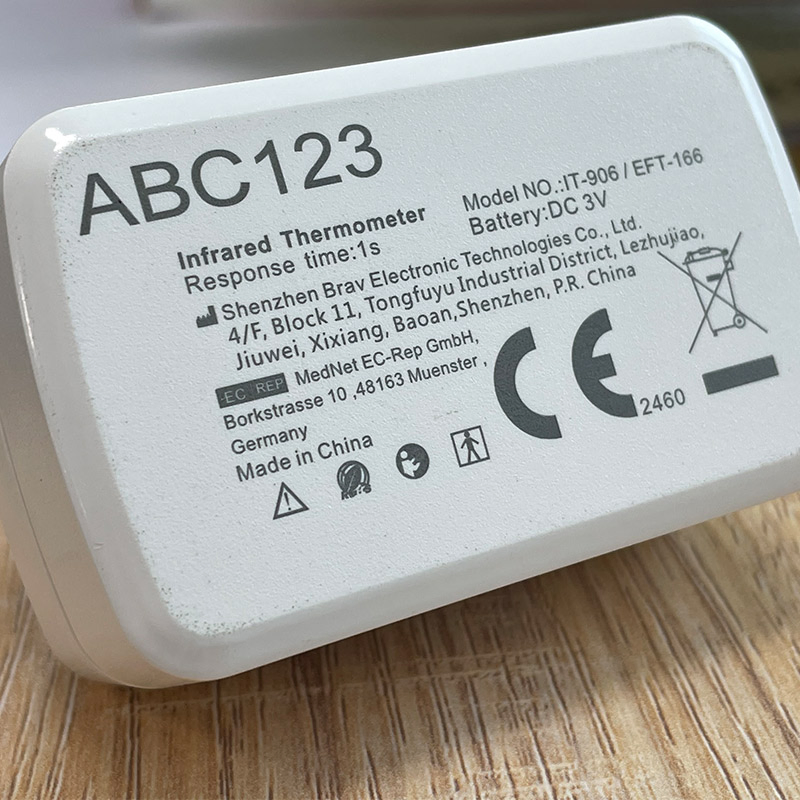 ABC123
Infrared Thermometer
Response time:1s
Model NO.:IT-906 / EFT-166
Battery:DC 3V
Shenzhen Brav Electronic Technologies Co., Ltd.
4/F, Block 11, Tongfuyu Industrial District, Lezhujiao,
Jiuwei, Xixiang, Baoan,Shenzhen, P.R. China
EC REP MedNet EC-Rep GmbH,
Borkstrasse 10 ,48163 Muenster ,
Germany
Made in China
CE 2460
RoHS